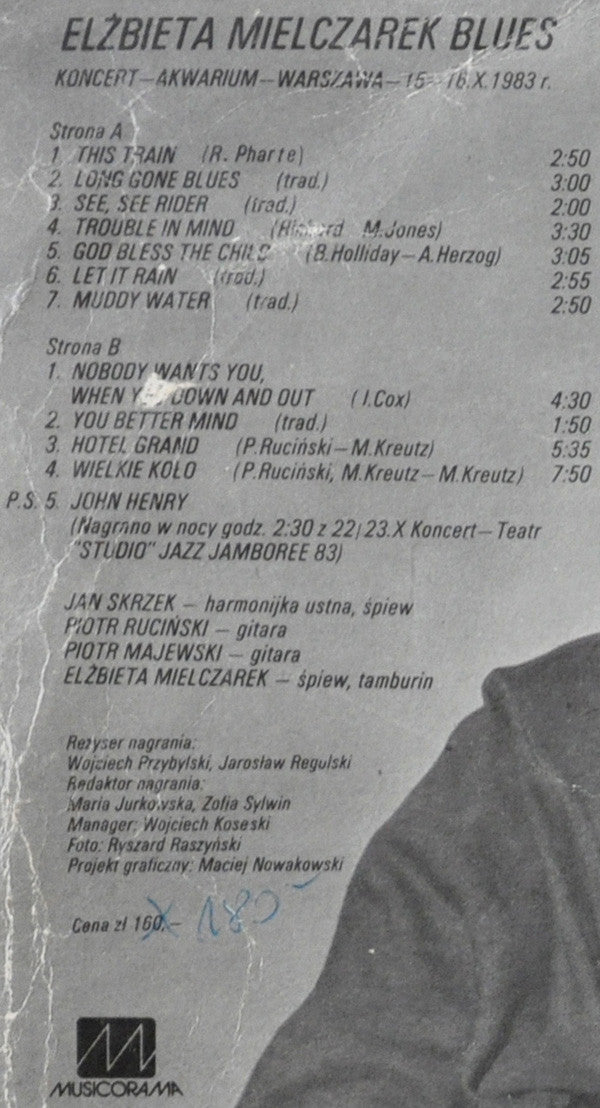 ELŻBIETA MIELCZAREK BLUES
KONCERT—AKWARIUM—WARSZAWA—15—16.X.1983 r.
Strona A
1. THIS TRAIN (R. Pharte) 2:50
2. LONG GONE BLUES (trad.) 3:00
3. SEE, SEE RIDER (trad.) 2:00
4. TROUBLE IN MIND (Richard M.Jones) 3:30
5. GOD BLESS THE CHILD (B.Holliday—A.Herzog) 3:05
6. LET IT RAIN (trad.) 2:55
7. MUDDY WATER (trad.) 2:50
Strona B
1. NOBODY WANTS YOU,
WHEN YOU DOWN AND OUT (I.Cox) 4:30
2. YOU BETTER MIND (trad.) 1:50
3. HOTEL GRAND (P.Ruciński—M.Kreutz) 5:35
4. WIELKIE KOŁO (P.Ruciński, M.Kreutz—M.Kreutz) 7:50
P.S. 5. JOHN HENRY
(Nagrano w nocy godz. 2:30 z 22/23.X Koncert—Teatr
"STUDIO" JAZZ JAMBOREE 83)
JAN SKRZEK — harmonijka ustna, śpiew
PIOTR RUCIŃSKI — gitara
PIOTR MAJEWSKI — gitara
ELŻBIETA MIELCZAREK — śpiew, tamburin
Reżyser nagrania:
Wojciech Przybylski, Jarosław Regulski
Redaktor nagrania:
Maria Jurkowska, Zofia Sylwin
Manager: Wojciech Koseski
Foto: Ryszard Raszyński
Projekt graficzny: Maciej Nowakowski
Cena zł 160,— 180—
MUSICORAMA